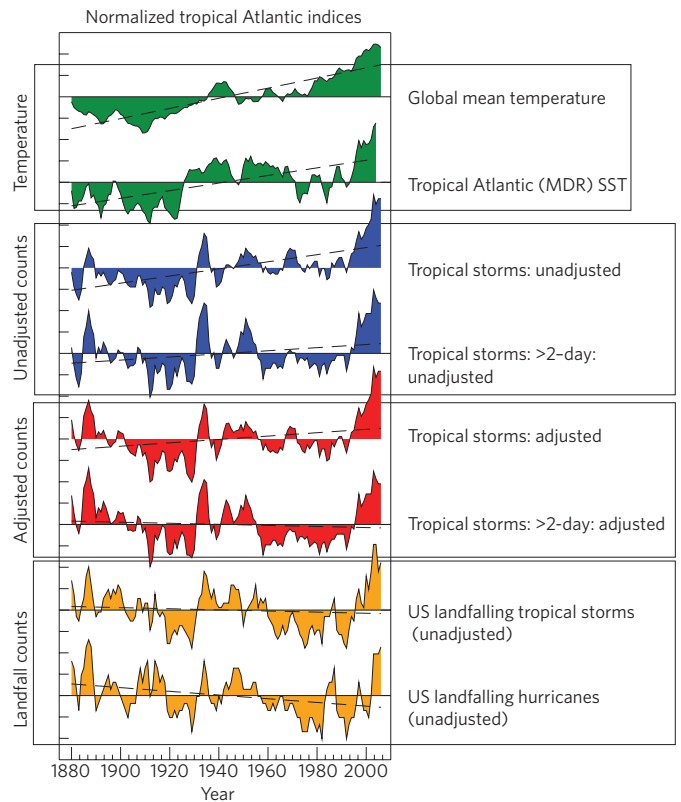 Normalized tropical Atlantic indices
Temperature
Global mean temperature
Tropical Atlantic (MDR) SST
Unadjusted counts
Tropical storms: unadjusted
Tropical storms: >2–day:
unadjusted
Adjusted counts
Tropical storms: adjusted
Tropical storms: >2-day: adjusted
Landfall counts
US landfalling tropical storms
(unadjusted)
US landfalling hurricanes
(unadjusted)
1880 1900 1920 1940 1960 1980 2000
Year